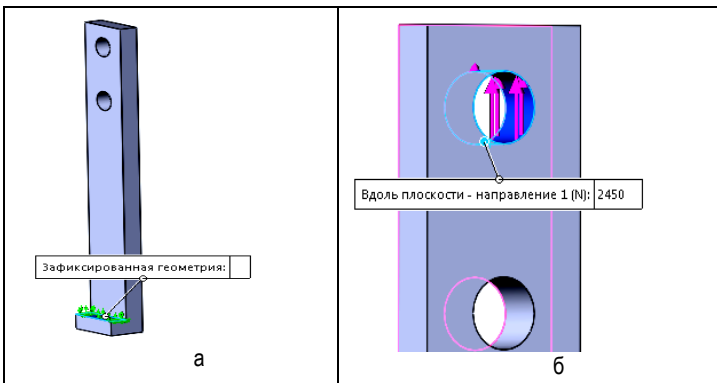 Зафиксированная геометрия:
а
Вдоль плоскости - направление 1 (N): 2450
б